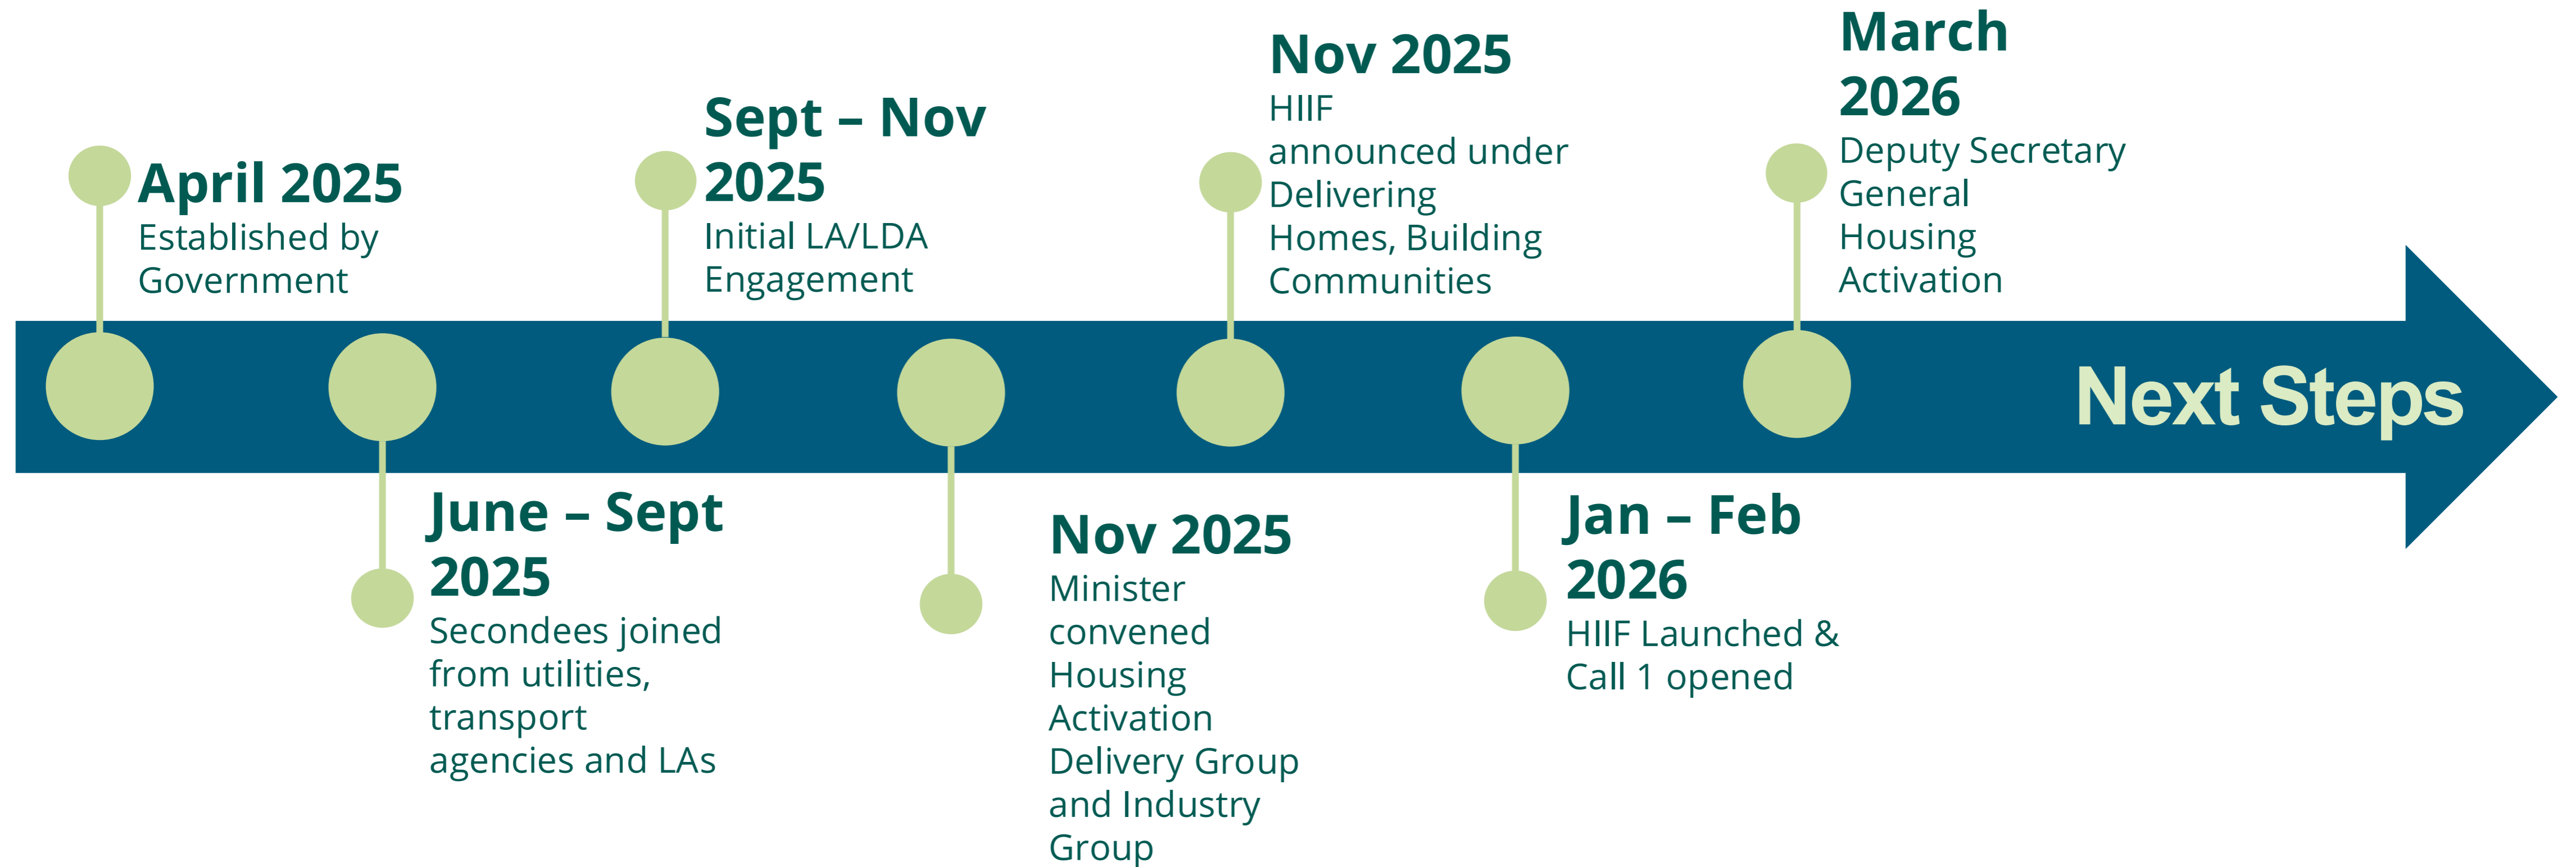 April 2025
Established by
Government
June – Sept
2025
Secondees joined
from utilities,
transport
agencies and LAs
Sept – Nov
2025
Initial LA/LDA
Engagement
Nov 2025
Minister
convened
Housing
Activation
Delivery Group
and Industry
Group
Nov 2025
HIIF
announced under
Delivering
Homes, Building
Communities
Jan – Feb
2026
HIIF Launched &
Call 1 opened
March
2026
Deputy Secretary
General
Housing
Activation
Next Steps